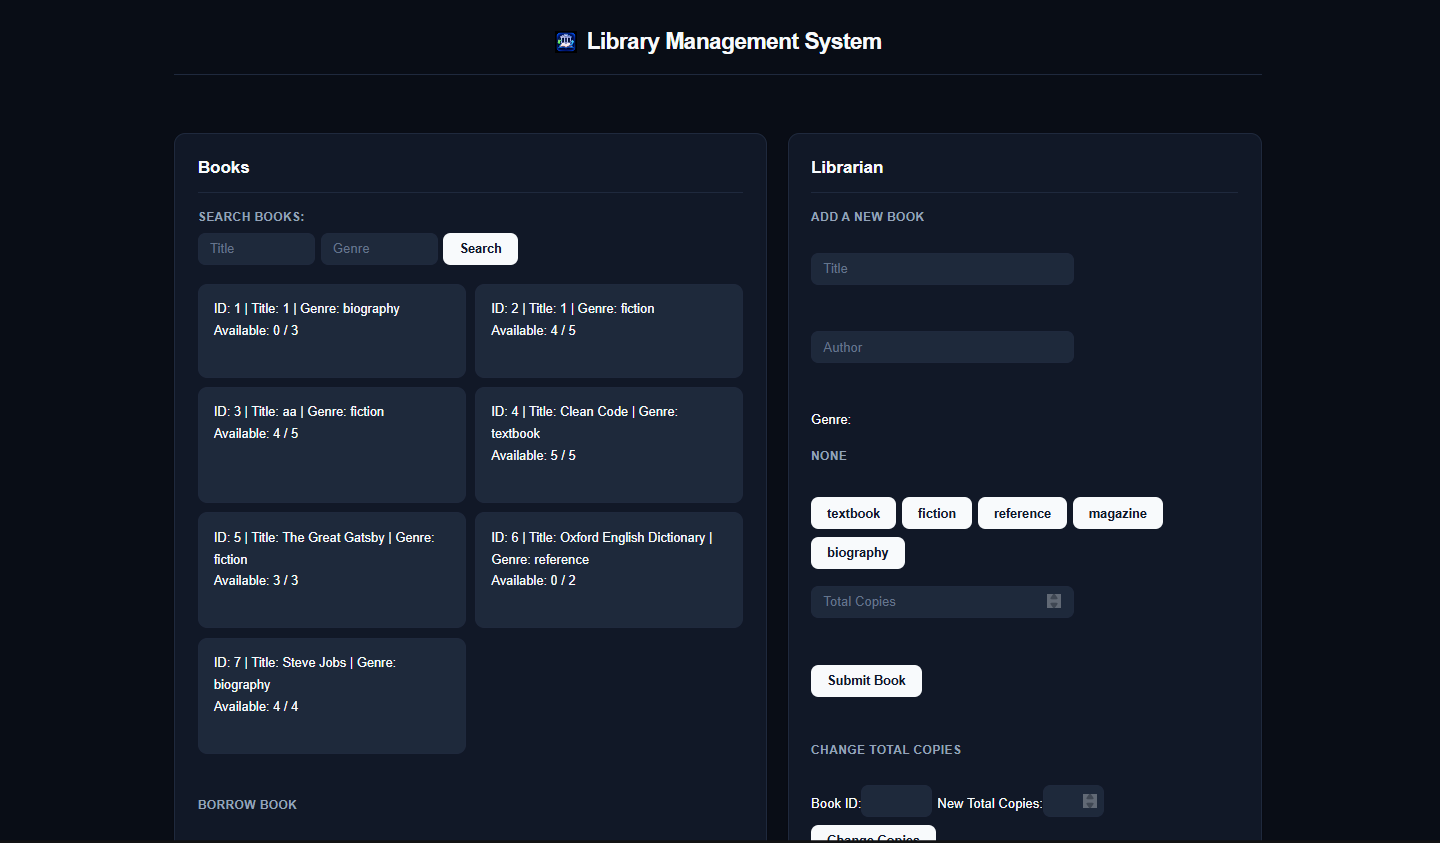 Library Management System
Books
SEARCH BOOKS:
Title
Genre
Search
ID: 1 | Title: 1 | Genre: biography
Available: 0 / 3
ID: 2 | Title: 1 | Genre: fiction
Available: 4 / 5
ID: 3 | Title: aa | Genre: fiction
Available: 4 / 5
ID: 4 | Title: Clean Code | Genre:
textbook
Available: 5 / 5
ID: 5 | Title: The Great Gatsby | Genre:
fiction
Available: 3 / 3
ID: 6 | Title: Oxford English Dictionary |
Genre: reference
Available: 0 / 2
ID: 7 | Title: Steve Jobs | Genre:
biography
Available: 4 / 4
BORROW BOOK
Librarian
ADD A NEW BOOK
Title
Author
Genre:
NONE
textbook
fiction
reference
magazine
biography
Total Copies
Submit Book
CHANGE TOTAL COPIES
Book ID:
New Total Copies:
Change Copies